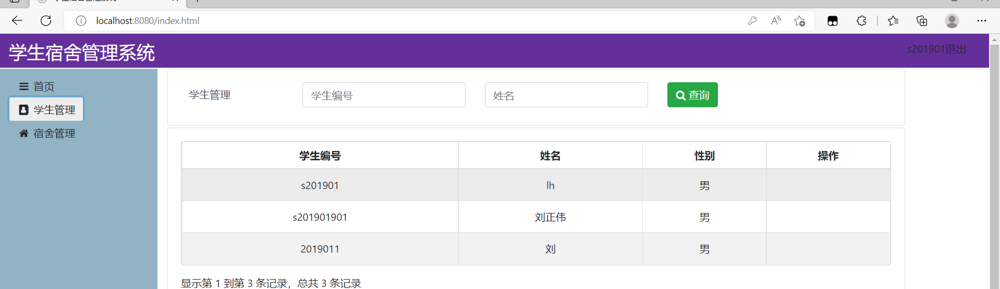 localhost:8080/index.html
学生宿舍管理系统
s201901退出
首页
学生管理
宿舍管理
学生管理 学生编号 姓名 查询
学生编号 姓名 性别 操作
s201901 lh 男
s201901901 刘正伟 男
2019011 刘 男
显示第 1 到第 3 条记录，总共 3 条记录